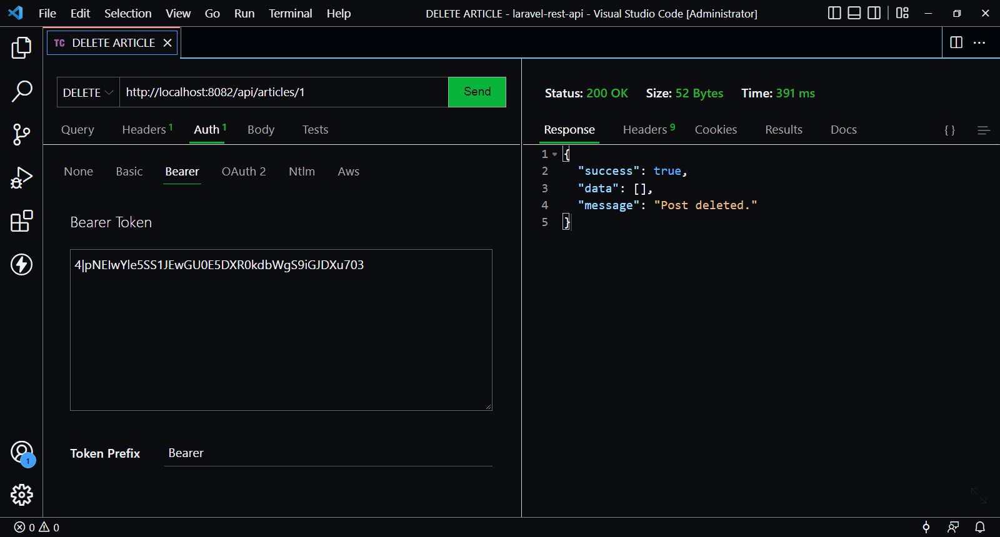 File Edit Selection View Go Run Terminal Help DELETE ARTICLE - laravel-rest-api - Visual Studio Code [Administrator]
TC DELETE ARTICLE
DELETE http://localhost:8082/api/articles/1 Send
Status: 200 OK Size: 52 Bytes Time: 391 ms
Query Headers 1 Auth 1 Body Tests
Response Headers 9 Cookies Results Docs { }
None Basic Bearer OAuth 2 Ntlm Aws
Bearer Token
4|pNEIwYle5SS1JEwGU0E5DXR0kdbWgS9iGJDXu703
Token Prefix Bearer
1 {
2 "success": true,
3 "data": [],
4 "message": "Post deleted."
5 }
1
0 0